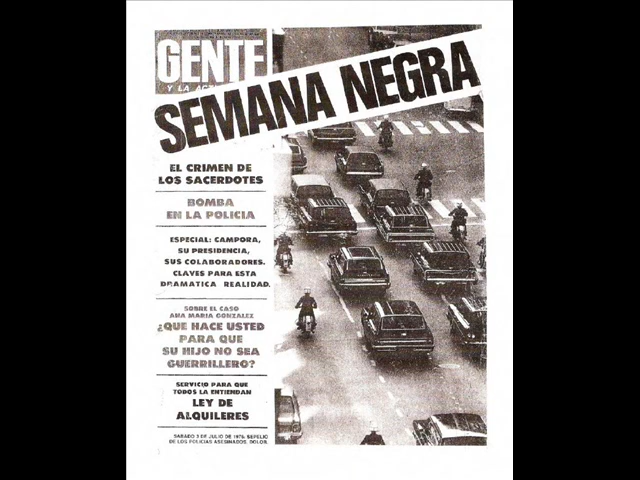 GENTE
Y LA ACT
SEMANA NEGRA
EL CRIMEN DE
LOS SACERDOTES
BOMBA
EN LA POLICIA
ESPECIAL: CAMPORA,
SU PRESIDENCIA,
SUS COLABORADORES.
CLAVES PARA ESTA
DRAMATICA REALIDAD.
SOBRE EL CASO
ANA MARIA GONZALEZ
¿QUE HACE USTED
PARA QUE
SU HIJO NO SEA
GUERRILLERO?
SERVICIO PARA QUE
TODOS LA ENTIENDAN
LEY DE
ALQUILERES
SABADO 3 DE JULIO DE 1976. SEPELIO
DE LOS POLICIAS ASESINADOS. DOLOR.